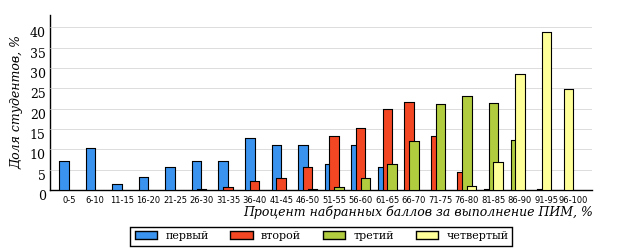 Доля студентов, %
40
35
30
25
20
15
10
5
0
0-5 6-10 11-15 16-20 21-25 26-30 31-35 36-40 41-45 46-50 51-55 56-60 61-65 66-70 71-75 76-80 81-85 86-90 91-95 96-100
Процент набранных баллов за выполнение ПИМ, %
первый второй третий четвертый